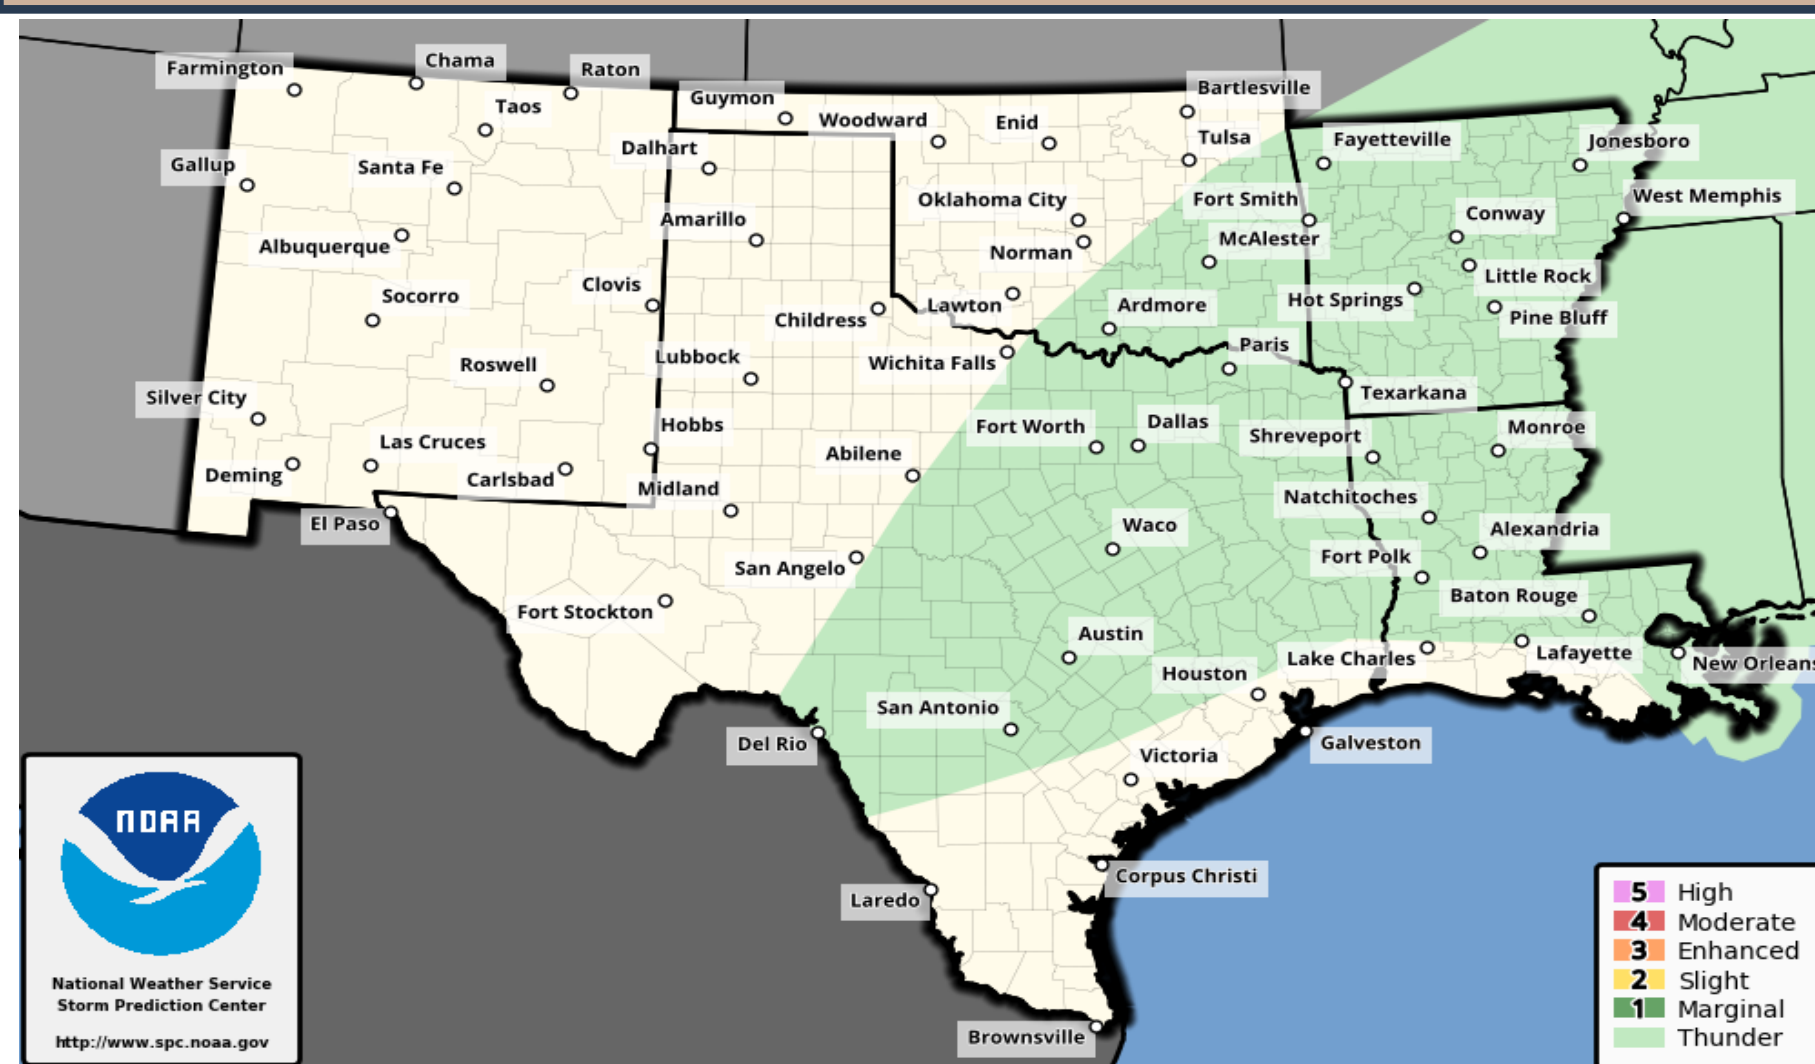 Farmington
Chama
Raton
Taos
Guymon
Woodward
Enid
Bartlesville
Tulsa
Fayetteville
Jonesboro
Gallup
Santa Fe
Dalhart
Oklahoma City
Fort Smith
Conway
West Memphis
Albuquerque
Amarillo
Norman
McAlester
Little Rock
Socorro
Clovis
Childress
Lawton
Ardmore
Hot Springs
Pine Bluff
Roswell
Lubbock
Wichita Falls
Paris
Texarkana
Silver City
Las Cruces
Hobbs
Abilene
Fort Worth
Dallas
Shreveport
Monroe
Deming
Carlsbad
Midland
Natchitoches
El Paso
Waco
Alexandria
San Angelo
Fort Polk
Fort Stockton
Baton Rouge
Austin
Lake Charles
Lafayette
New Orleans
Houston
San Antonio
Del Rio
Galveston
Victoria
Laredo
Corpus Christi
Brownsville
NOAA
National Weather Service
Storm Prediction Center
http://www.spc.noaa.gov
5 High
4 Moderate
3 Enhanced
2 Slight
1 Marginal
Thunder